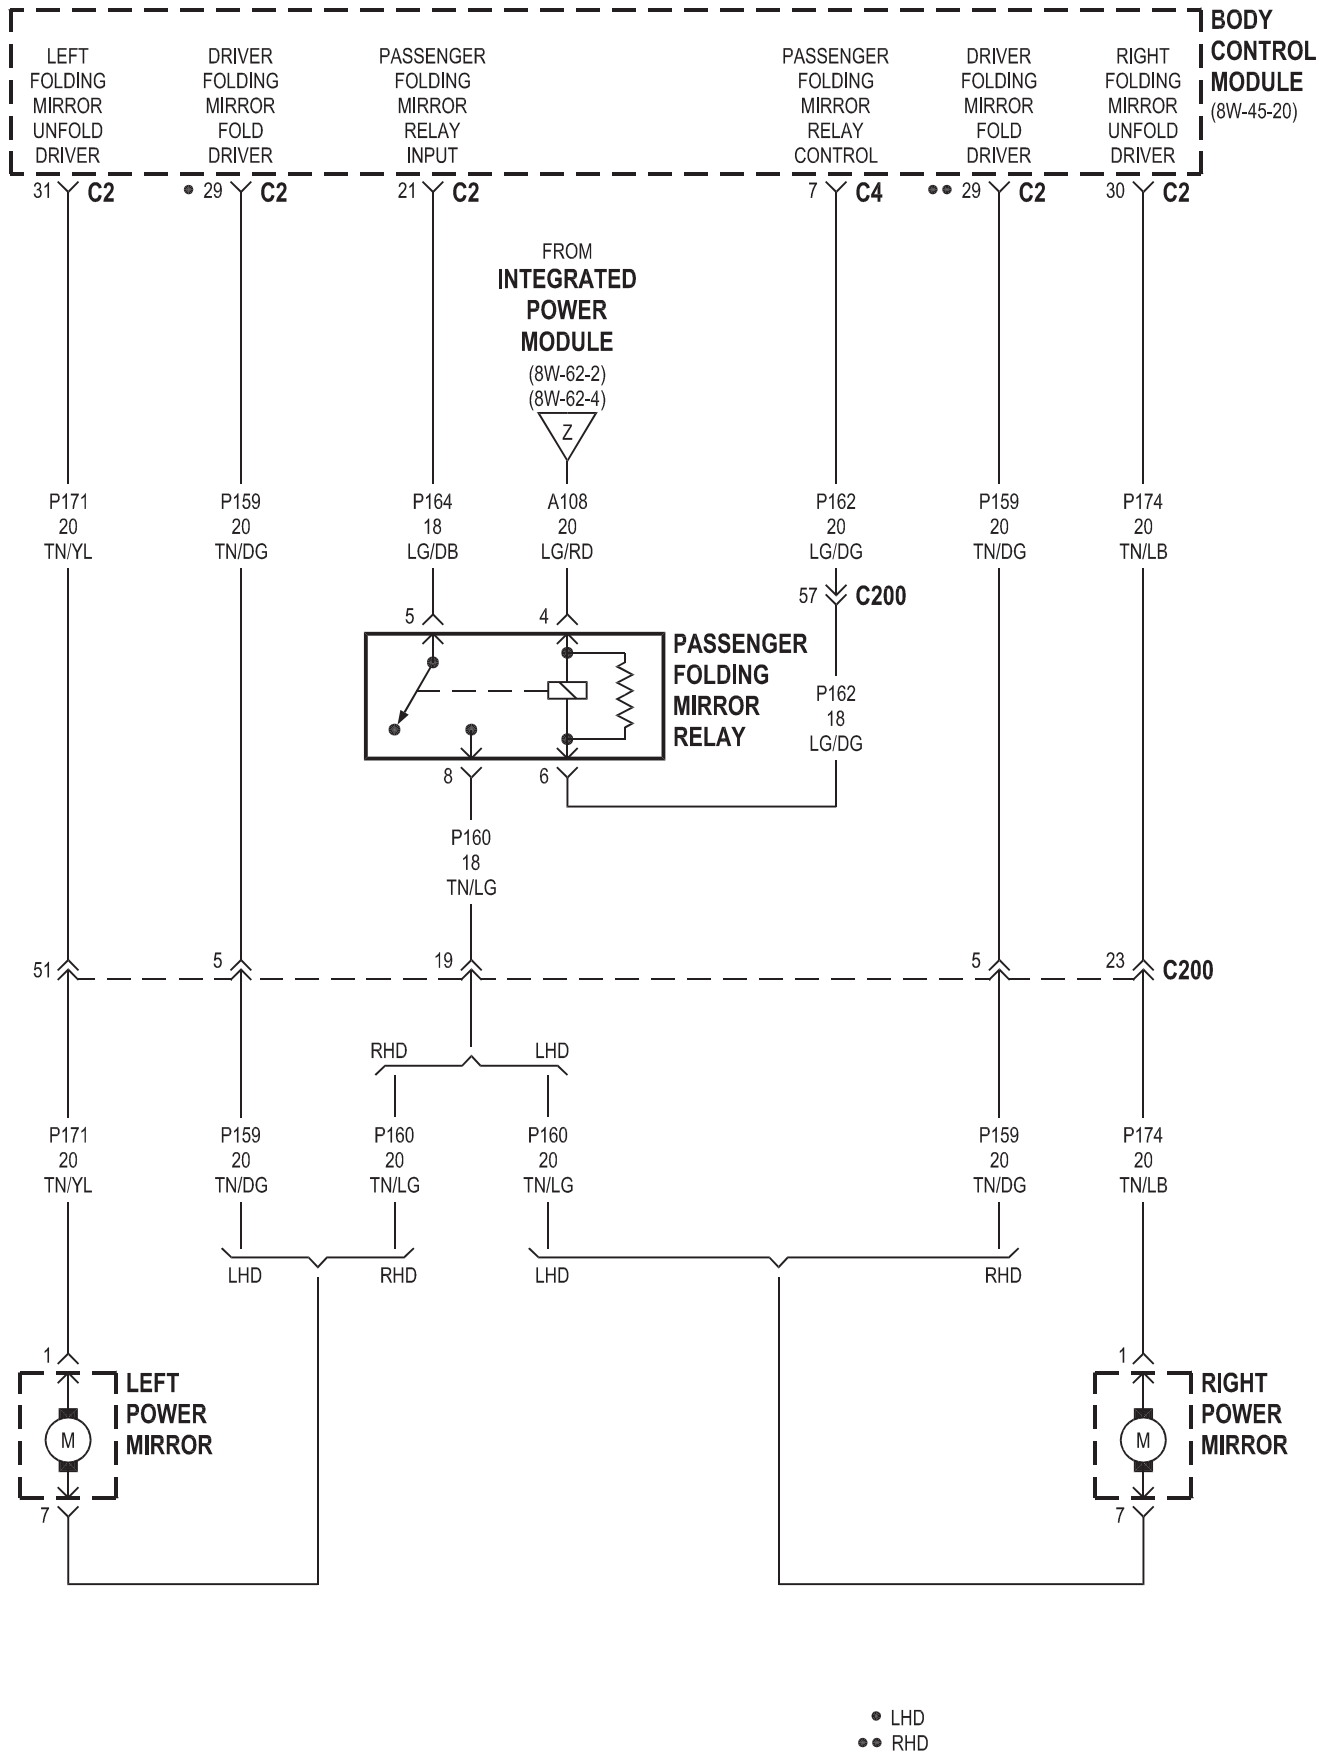 BODY
CONTROL
MODULE
(8W-45-20)
LEFT
FOLDING
MIRROR
UNFOLD
DRIVER
DRIVER
FOLDING
MIRROR
FOLD
DRIVER
PASSENGER
FOLDING
MIRROR
RELAY
INPUT
PASSENGER
FOLDING
MIRROR
RELAY
CONTROL
DRIVER
FOLDING
MIRROR
FOLD
DRIVER
RIGHT
FOLDING
MIRROR
UNFOLD
DRIVER
31 C2
29 C2
21 C2
7 C4
29 C2
30 C2
FROM
INTEGRATED
POWER
MODULE
(8W-62-2)
(8W-62-4)
Z
P171
20
TN/YL
P159
20
TN/DG
P164
18
LG/DB
A108
20
LG/RD
P162
20
LG/DG
P159
20
TN/DG
P174
20
TN/LB
57 C200
5
4
PASSENGER
FOLDING
MIRROR
RELAY
P162
18
LG/DG
8
6
P160
18
TN/LG
51
5
19
5
23
C200
RHD
LHD
P171
20
TN/YL
P159
20
TN/DG
P160
20
TN/LG
P160
20
TN/LG
P159
20
TN/DG
P174
20
TN/LB
LHD
RHD
LHD
RHD
1
LEFT
POWER
MIRROR
M
7
1
RIGHT
POWER
MIRROR
M
7
LHD
RHD